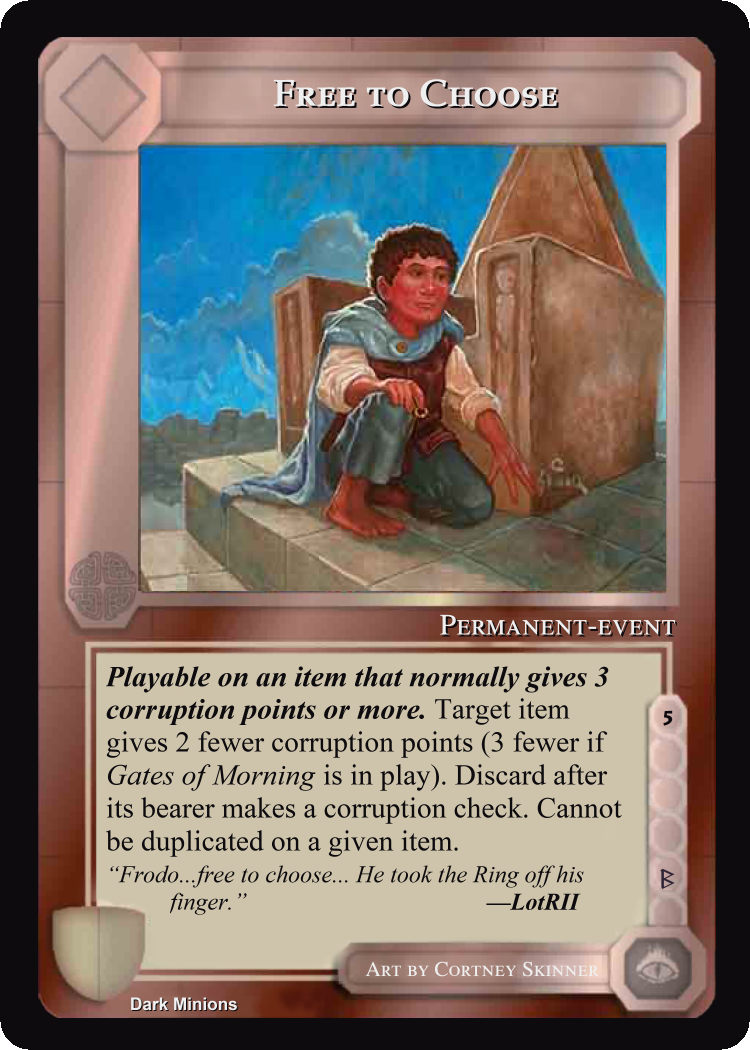 Free to Choose
Permanent-event
Playable on an item that normally gives 3
corruption points or more. Target item
gives 2 fewer corruption points (3 fewer if
Gates of Morning is in play). Discard after
its bearer makes a corruption check. Cannot
be duplicated on a given item.
“Frodo...free to choose... He took the Ring off his
finger.” —LotRII
5
ᛒ
Art by Cortney Skinner
Dark Minions